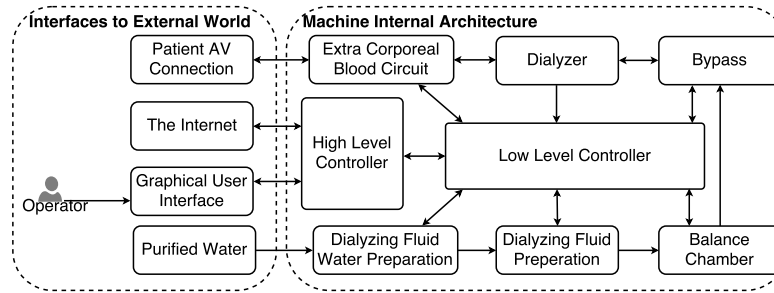 Interfaces to External World
Machine Internal Architecture
Patient AV
Connection
Extra Corporeal
Blood Circuit
Dialyzer
Bypass
The Internet
High Level
Controller
Low Level Controller
Graphical User
Interface
Operator
Purified Water
Dialyzing Fluid
Water Preparation
Dialyzing Fluid
Preperation
Balance
Chamber